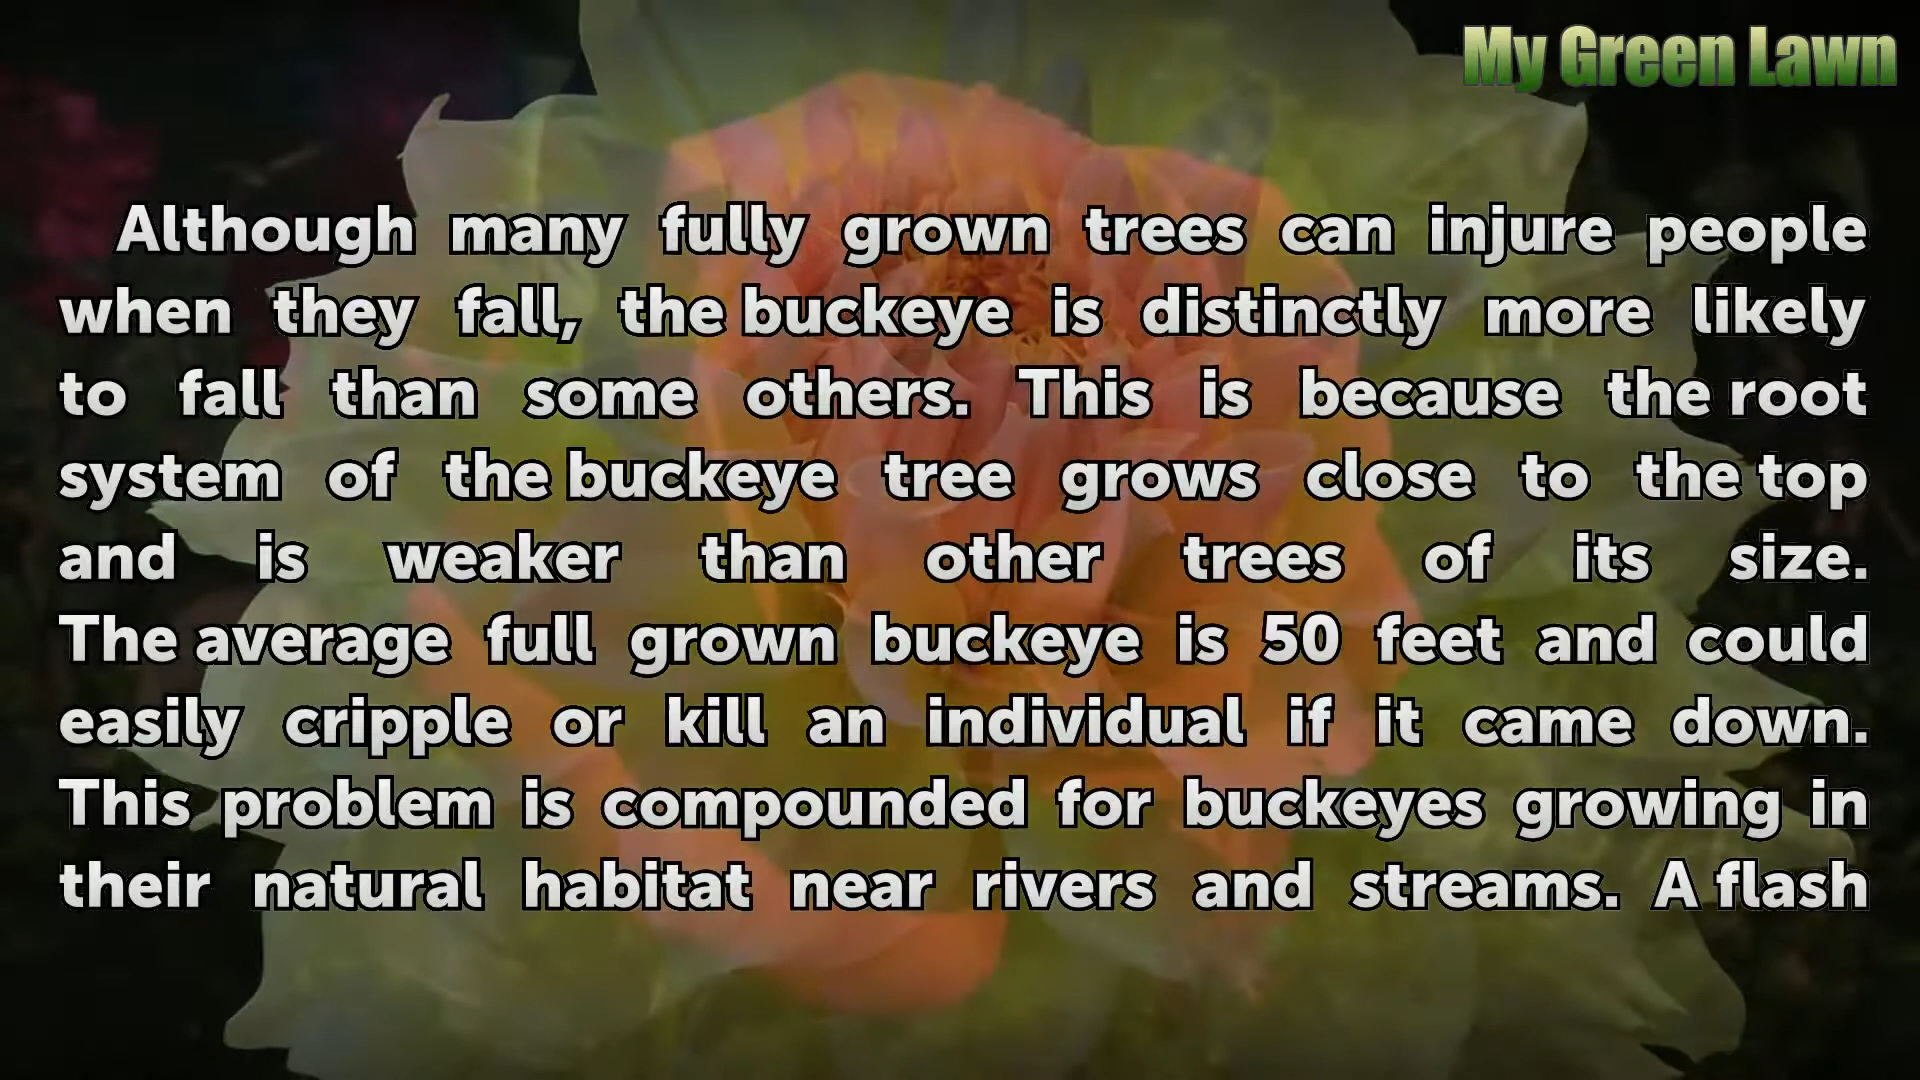 My Green Lawn
Although many fully grown trees can injure people
when they fall, the buckeye is distinctly more likely
to fall than some others. This is because the root
system of the buckeye tree grows close to the top
and is weaker than other trees of its size.
The average full grown buckeye is 50 feet and could
easily cripple or kill an individual if it came down.
This problem is compounded for buckeyes growing in
their natural habitat near rivers and streams. A flash